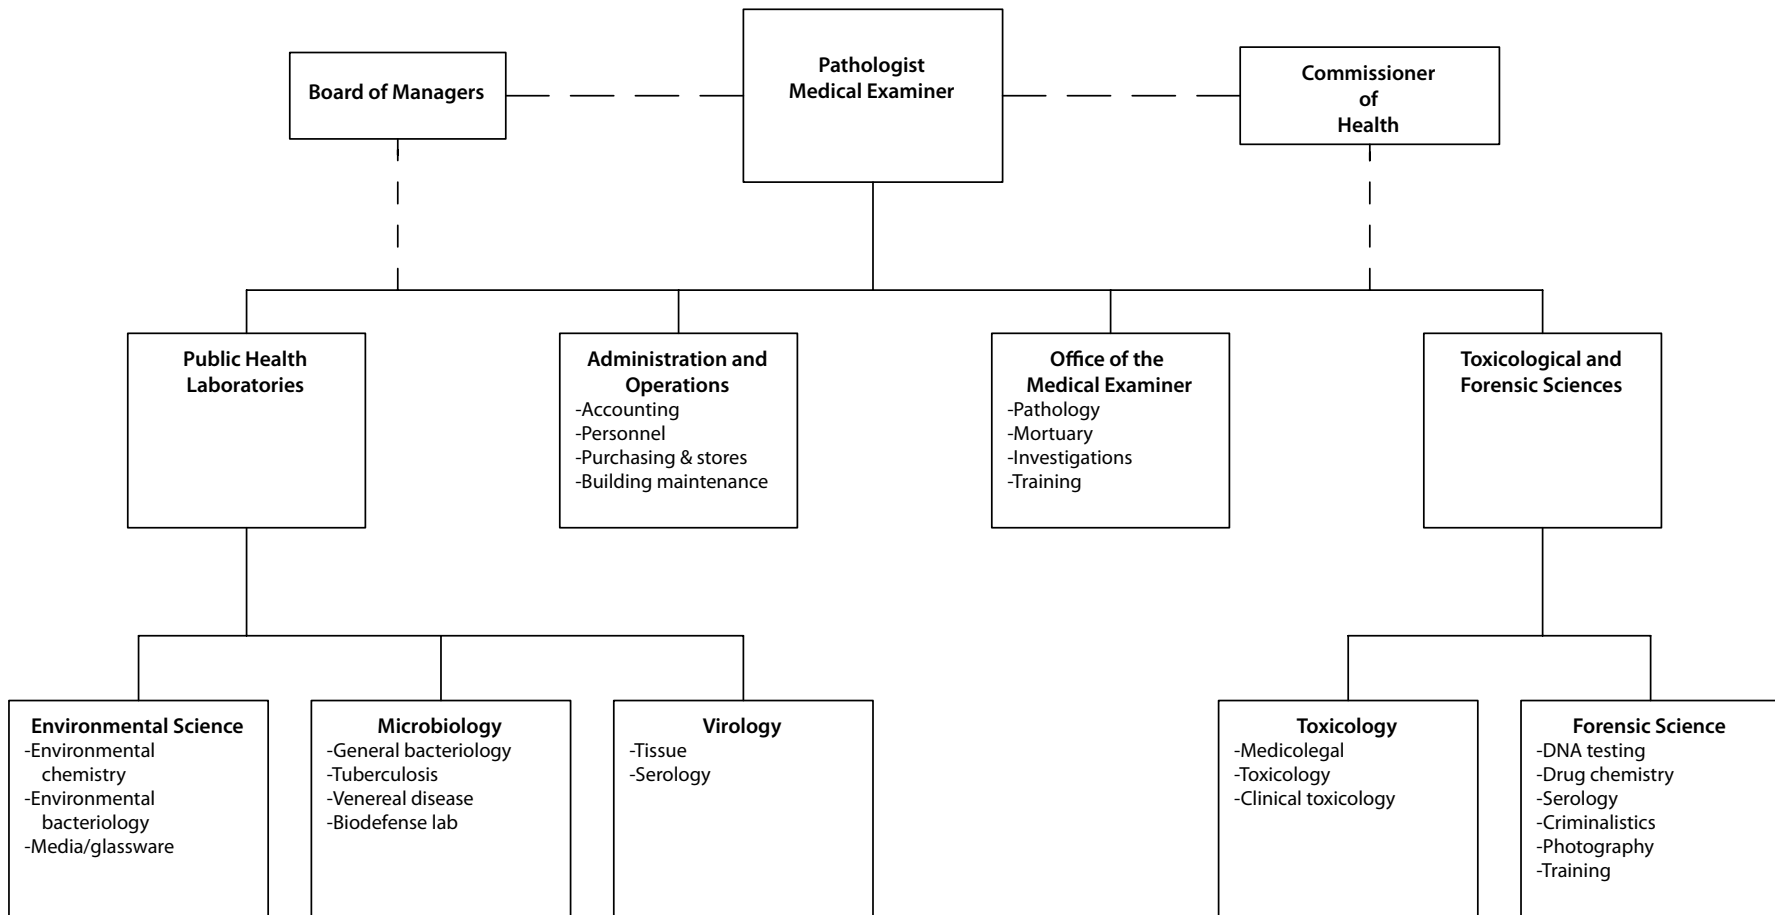 Board of Managers
Pathologist
Medical Examiner
Commissioner
of
Health
Public Health
Laboratories
Administration and
Operations
-Accounting
-Personnel
-Purchasing & stores
-Building maintenance
Office of the
Medical Examiner
-Pathology
-Mortuary
-Investigations
-Training
Toxicological and
Forensic Sciences
Environmental Science
-Environmental
chemistry
-Environmental
bacteriology
-Media/glassware
Microbiology
-General bacteriology
-Tuberculosis
-Venereal disease
-Biodefense lab
Virology
-Tissue
-Serology
Toxicology
-Medicolegal
-Toxicology
-Clinical toxicology
Forensic Science
-DNA testing
-Drug chemistry
-Serology
-Criminalistics
-Photography
-Training